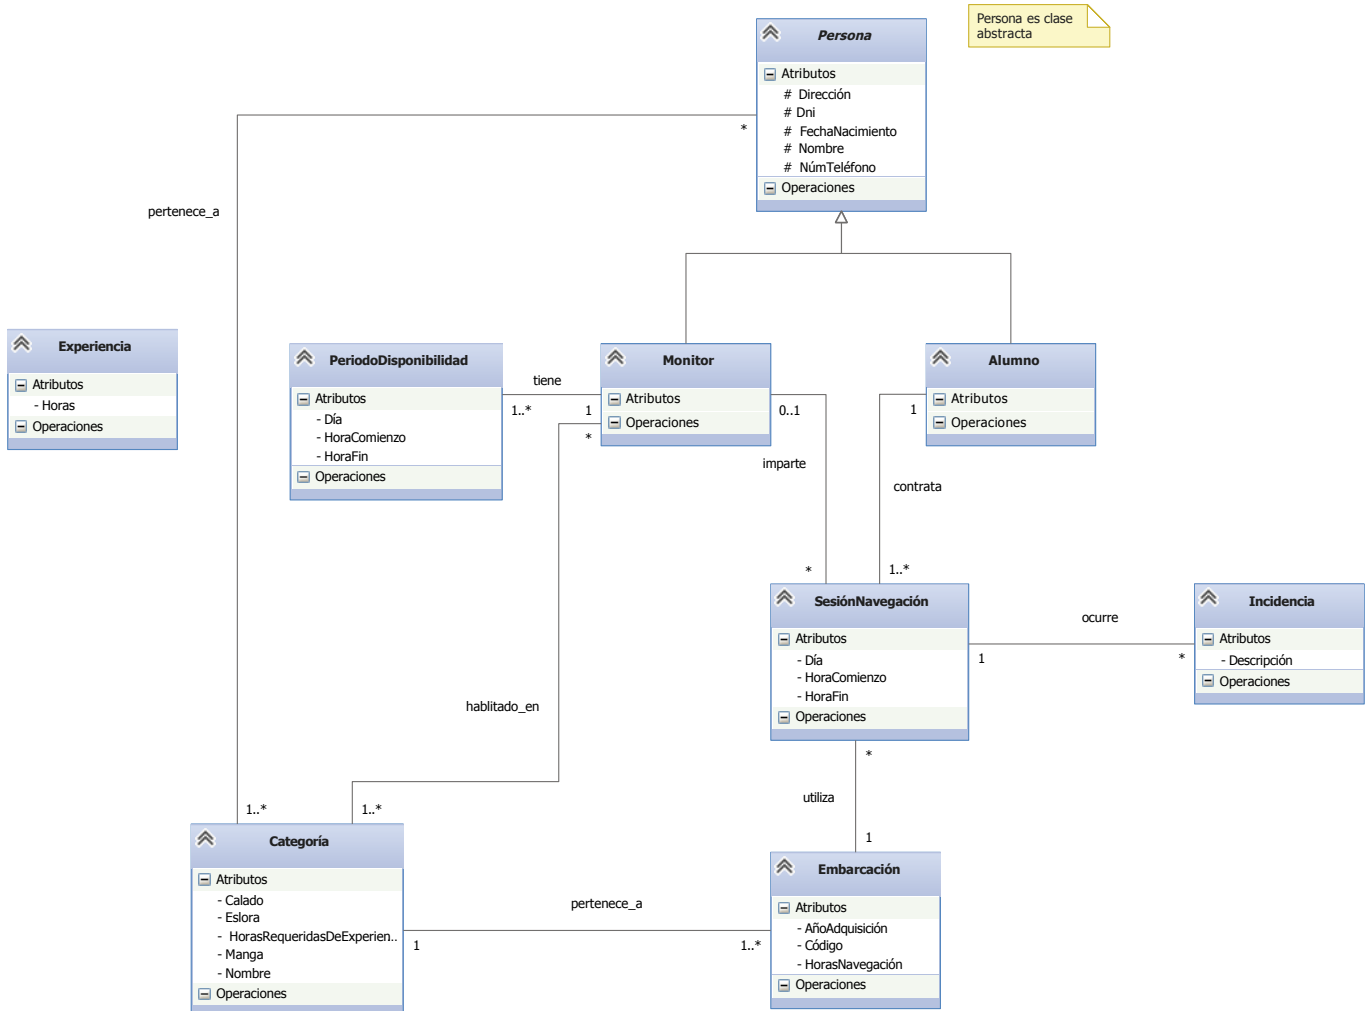 Persona es clase
abstracta
Persona
Atributos
# Dirección
# Dni
# FechaNacimiento
# Nombre
# NúmTeléfono
Operaciones
*
pertenece_a
Experiencia
Atributos
- Horas
Operaciones
PeriodoDisponibilidad
Atributos
- Día
- HoraComienzo
- HoraFin
Operaciones
tiene
1..*
1
*
Monitor
Atributos
Operaciones
0..1
Alumno
Atributos
Operaciones
1
imparte
contrata
*
1..*
SesiónNavegación
Atributos
- Día
- HoraComienzo
- HoraFin
Operaciones
ocurre
1
*
Incidencia
Atributos
- Descripción
Operaciones
hablitado_en
*
utiliza
1
1..*
1..*
Categoría
Atributos
- Calado
- Eslora
- HorasRequeridasDeExperien..
- Manga
- Nombre
Operaciones
pertenece_a
1
1..*
Embarcación
Atributos
- AñoAdquisición
- Código
- HorasNavegación
Operaciones